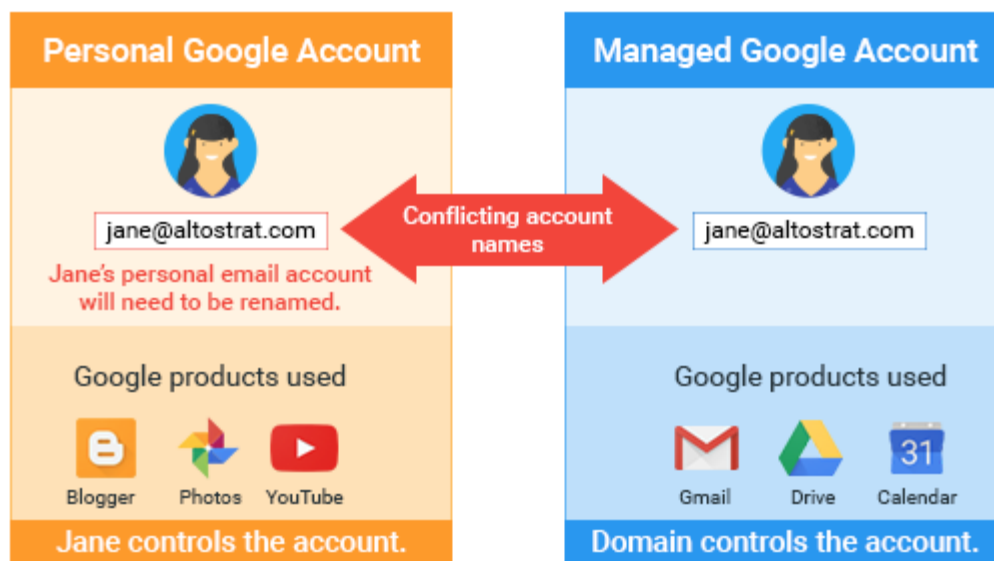 Personal Google Account
jane@altostrat.com
Jane's personal email account
will need to be renamed.
Google products used
Blogger
Photos
YouTube
Jane controls the account.
Conflicting account
names
Managed Google Account
jane@altostrat.com
Google products used
31
Gmail
Drive
Calendar
Domain controls the account.